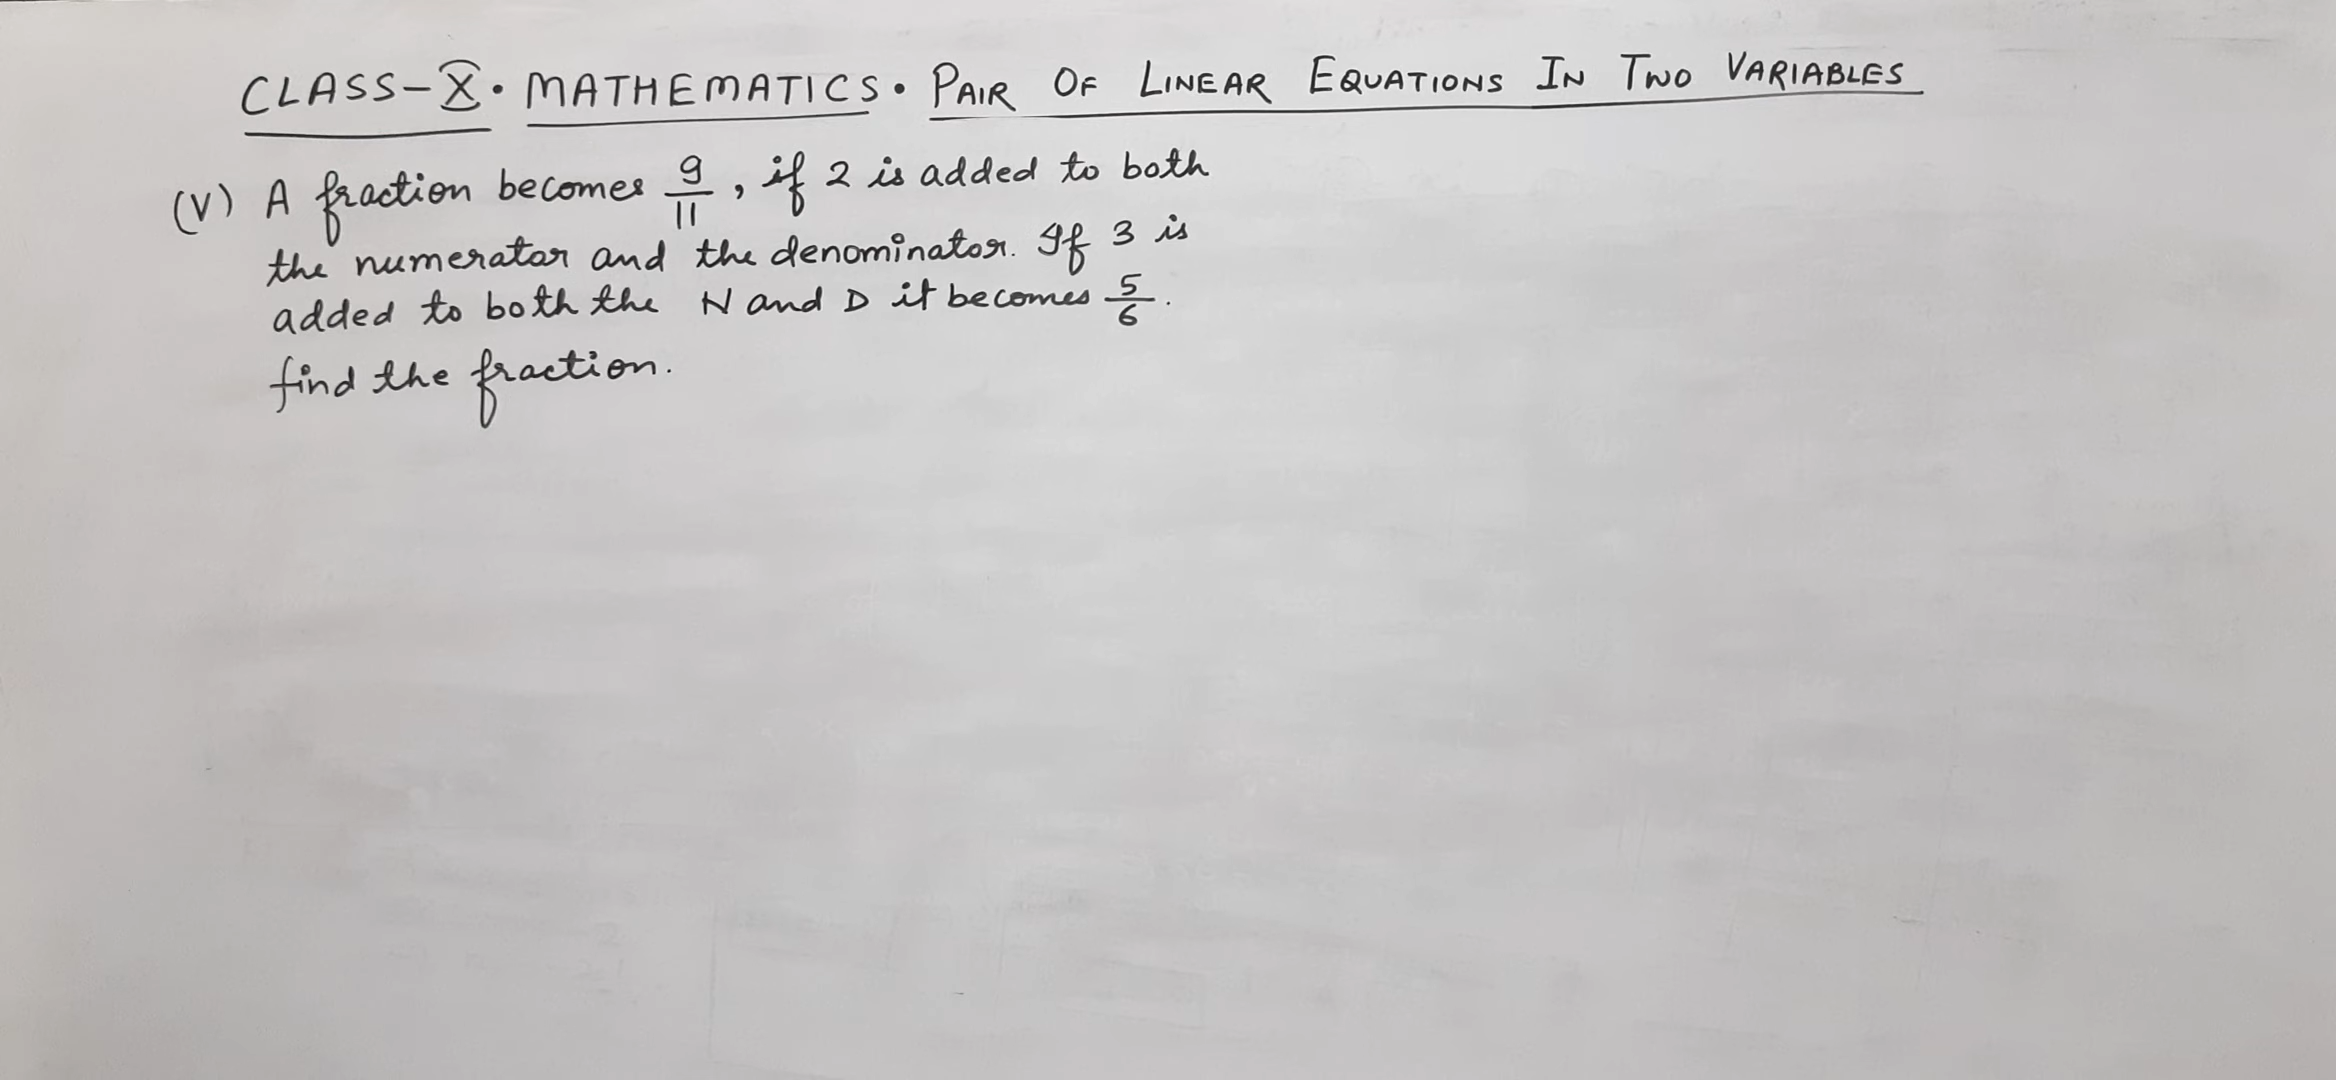 CLASS-X • MATHEMATICS • PAIR OF LINEAR EQUATIONS IN TWO VARIABLES
(V) A fraction becomes 9/11, if 2 is added to both
the numerator and the denominator. If 3 is
added to both the N and D it becomes 5/6.
find the fraction.